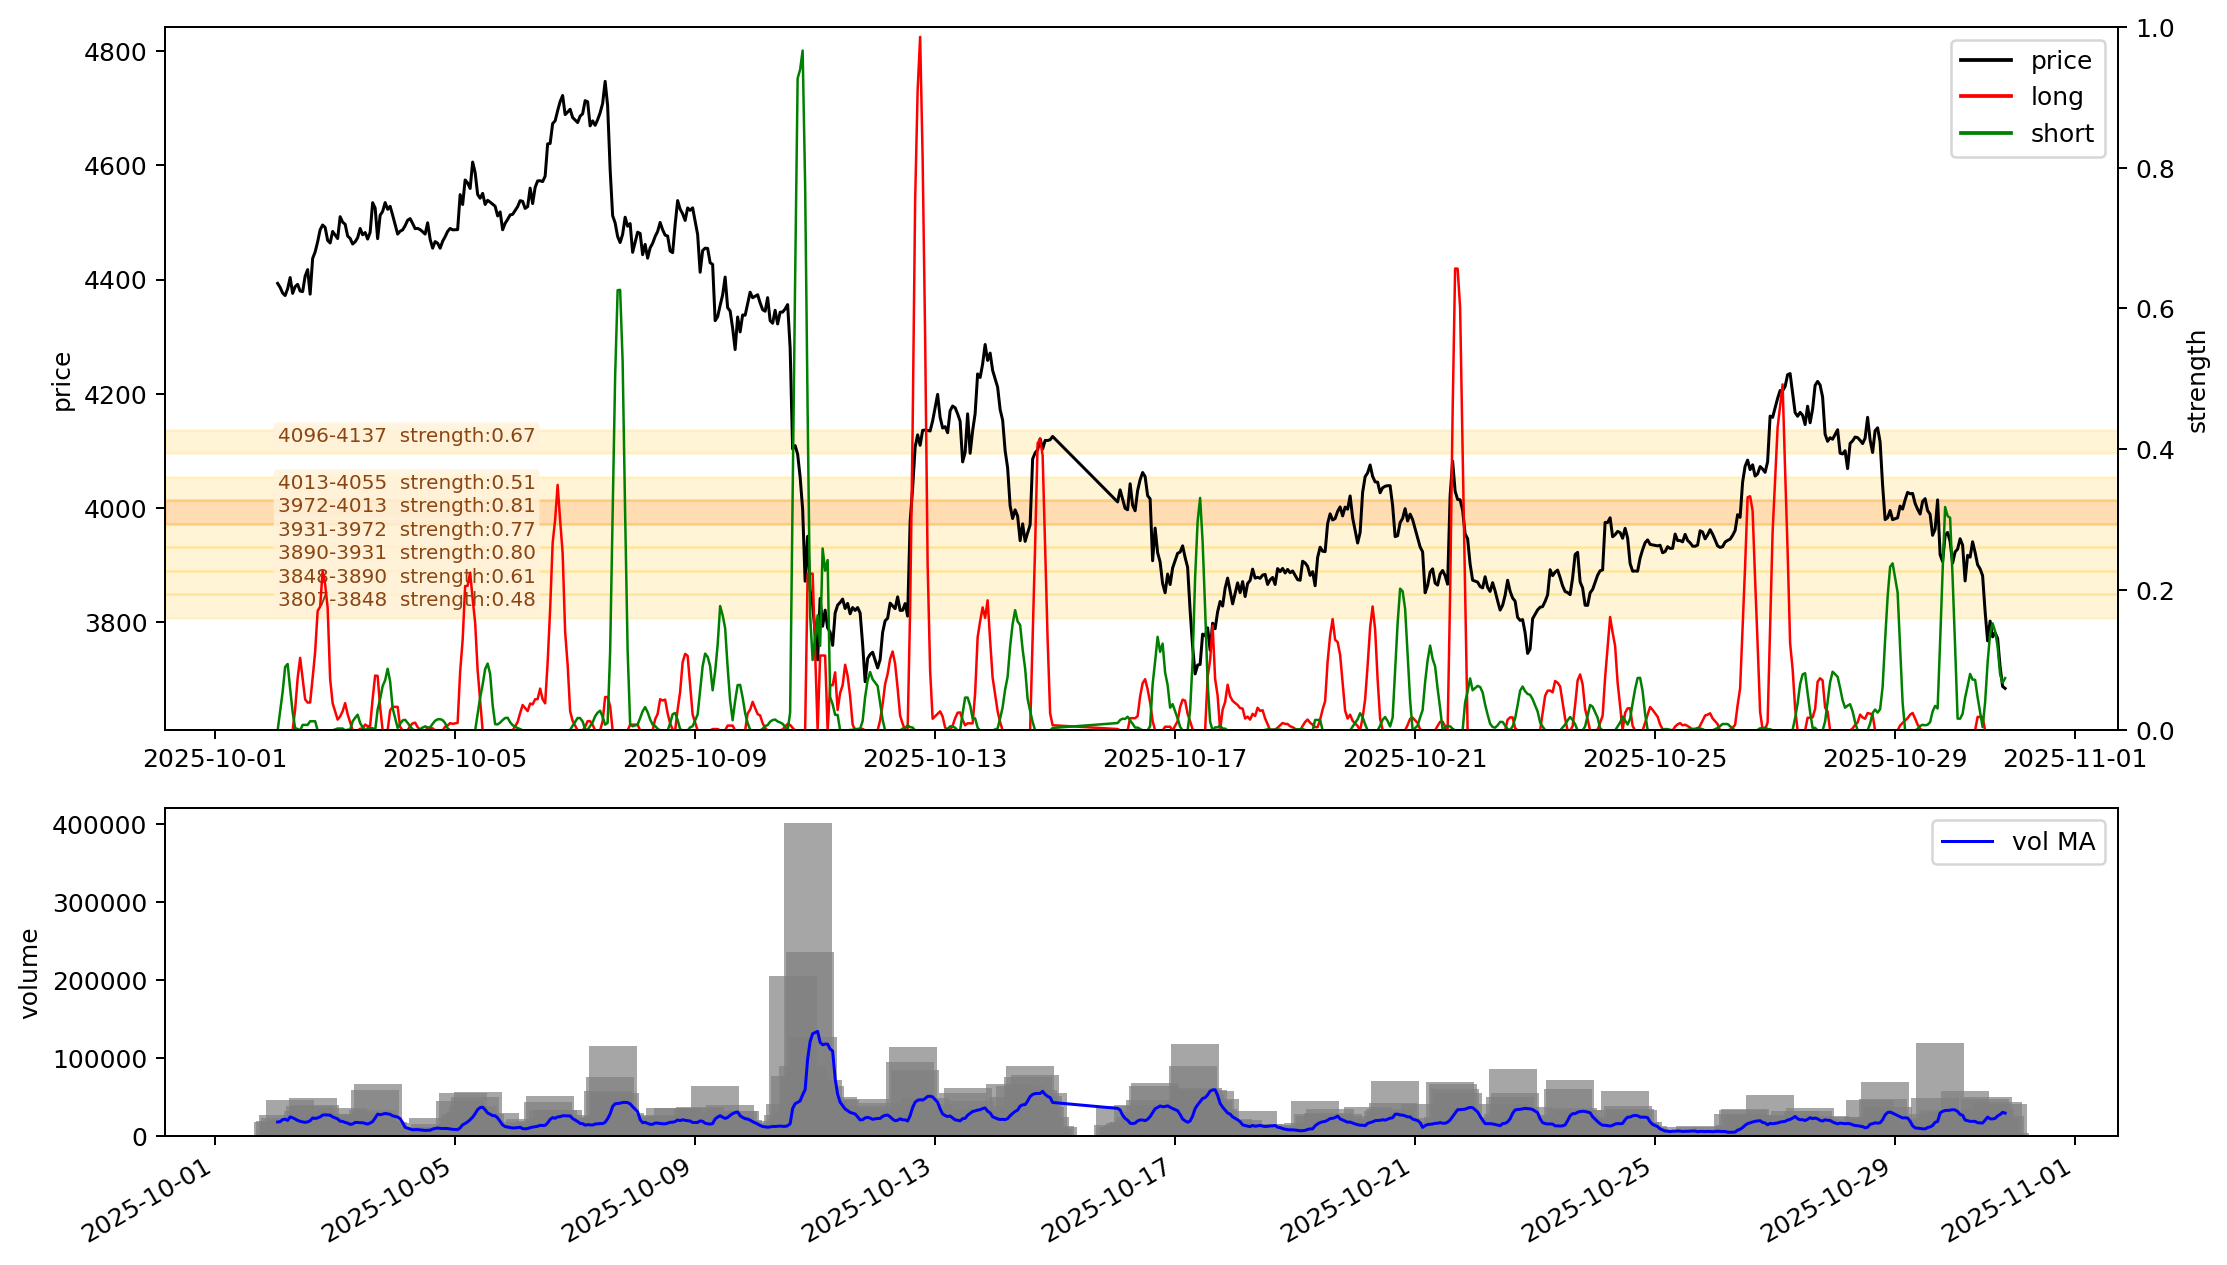 4800
4600
4400
4200
4000
3800
price
1.0
0.8
0.6
0.4
0.2
0.0
strength
price
long
short
4096-4137  strength:0.67
4013-4055  strength:0.51
3972-4013  strength:0.81
3931-3972  strength:0.77
3890-3931  strength:0.80
3848-3890  strength:0.61
3807-3848  strength:0.48
2025-10-01 2025-10-05 2025-10-09 2025-10-13 2025-10-17 2025-10-21 2025-10-25 2025-10-29 2025-11-01
400000
300000
200000
100000
0
volume
vol MA
2025-10-01 2025-10-05 2025-10-09 2025-10-13 2025-10-17 2025-10-21 2025-10-25 2025-10-29 2025-11-01